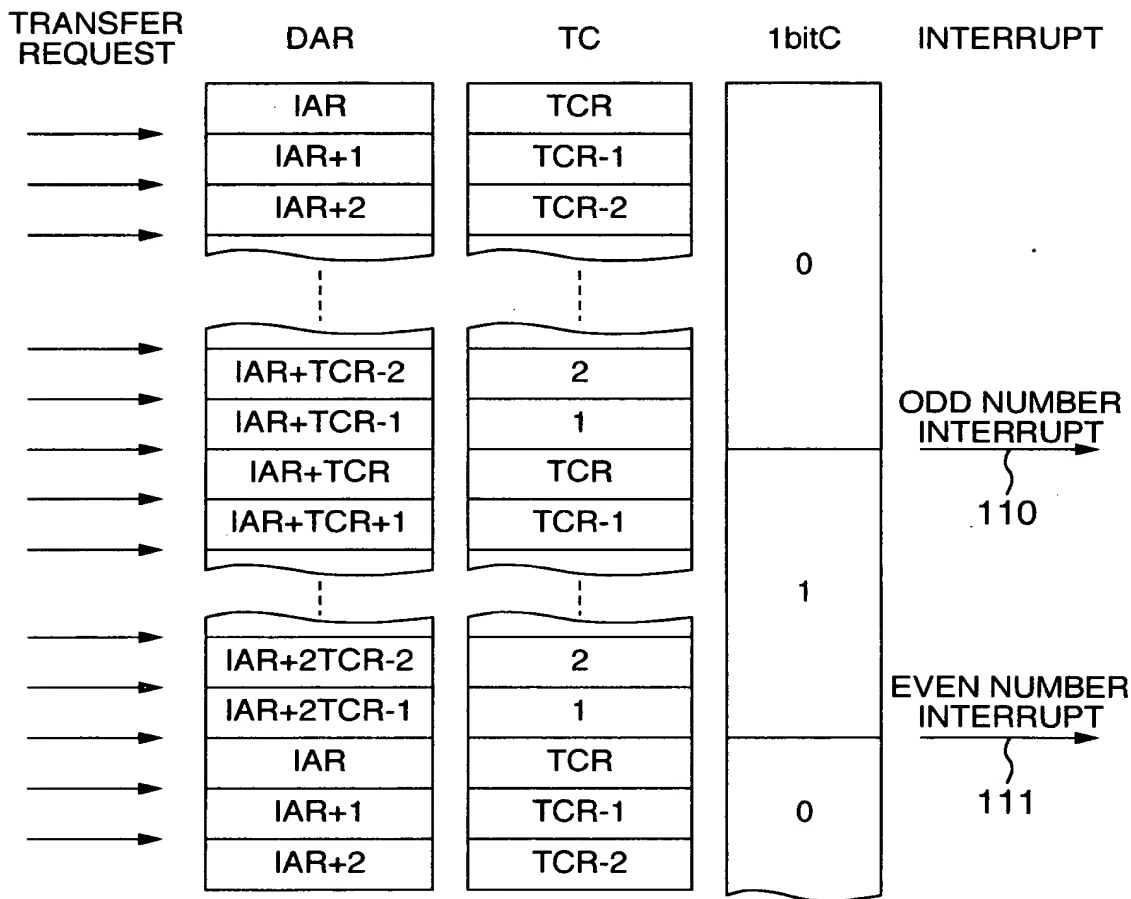 TRANSFER
REQUEST
DAR
TC
1bitC
INTERRUPT
IAR
TCR
IAR+1
TCR-1
IAR+2
TCR-2
0
IAR+TCR-2
2
IAR+TCR-1
1
ODD NUMBER
INTERRUPT
IAR+TCR
TCR
IAR+TCR+1
TCR-1
110
1
IAR+2TCR-2
2
IAR+2TCR-1
1
EVEN NUMBER
INTERRUPT
IAR
TCR
IAR+1
TCR-1
0
111
IAR+2
TCR-2